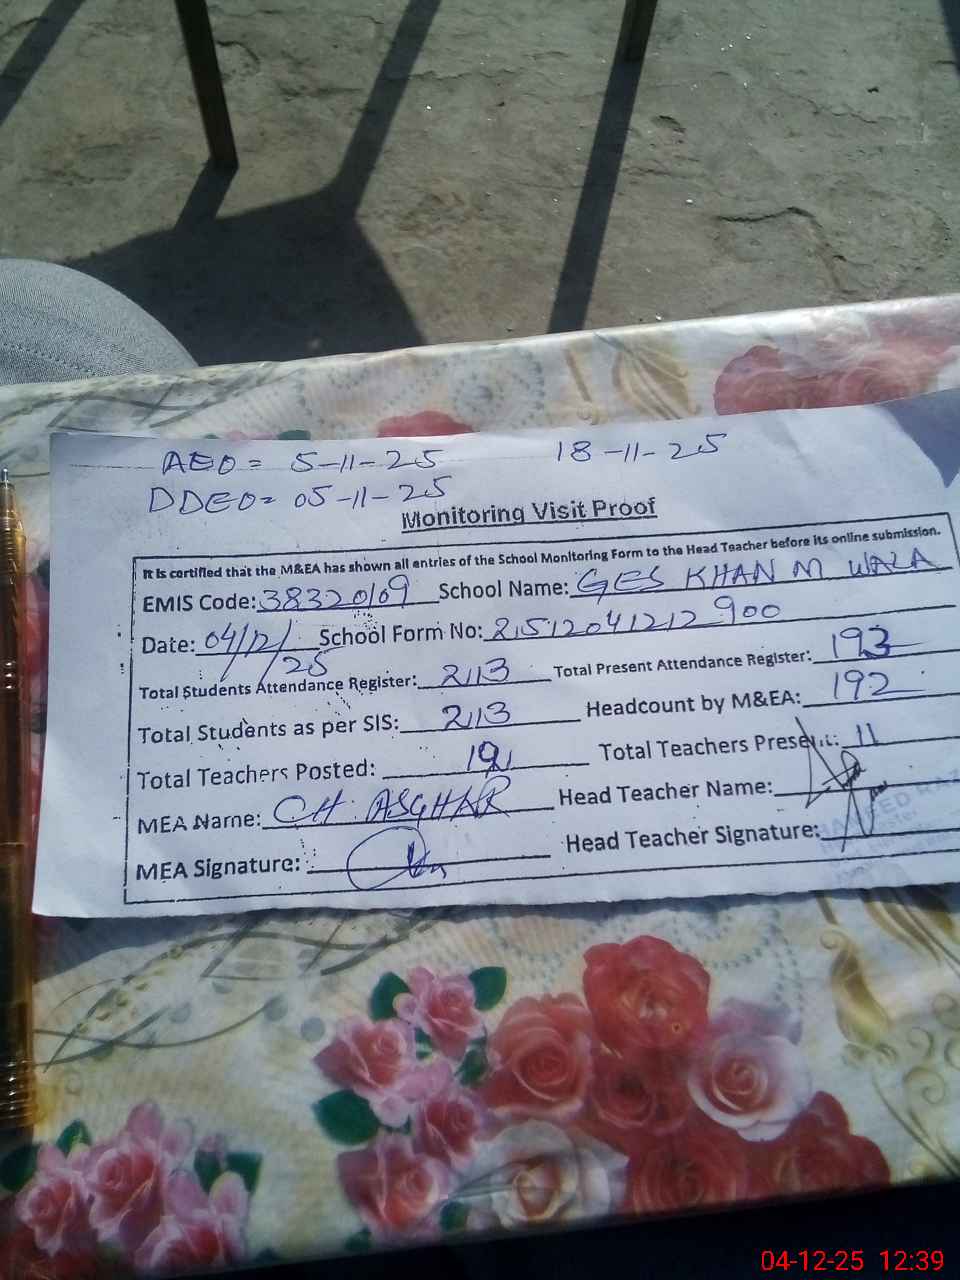 AEO = 5-11-25 18-11-25
DDEO = 05-11-25
Monitoring Visit Proof
It is certified that the M&EA has shown all entries of the School Monitoring Form to the Head Teacher before its online submission.
EMIS Code: 38320109 School Name: GES KHAN M WALA
Date: 04/12/25 School Form No: 21512041212900
Total Students Attendance Register: 213 Total Present Attendance Register: 193
Total Students as per SIS: 213 Headcount by M&EA: 192
Total Teachers Posted: Total Teachers Present: 11
MEA Name: CH. ASGHAR Head Teacher Name:
MEA Signature: Head Teacher Signature:
04-12-25 12:39